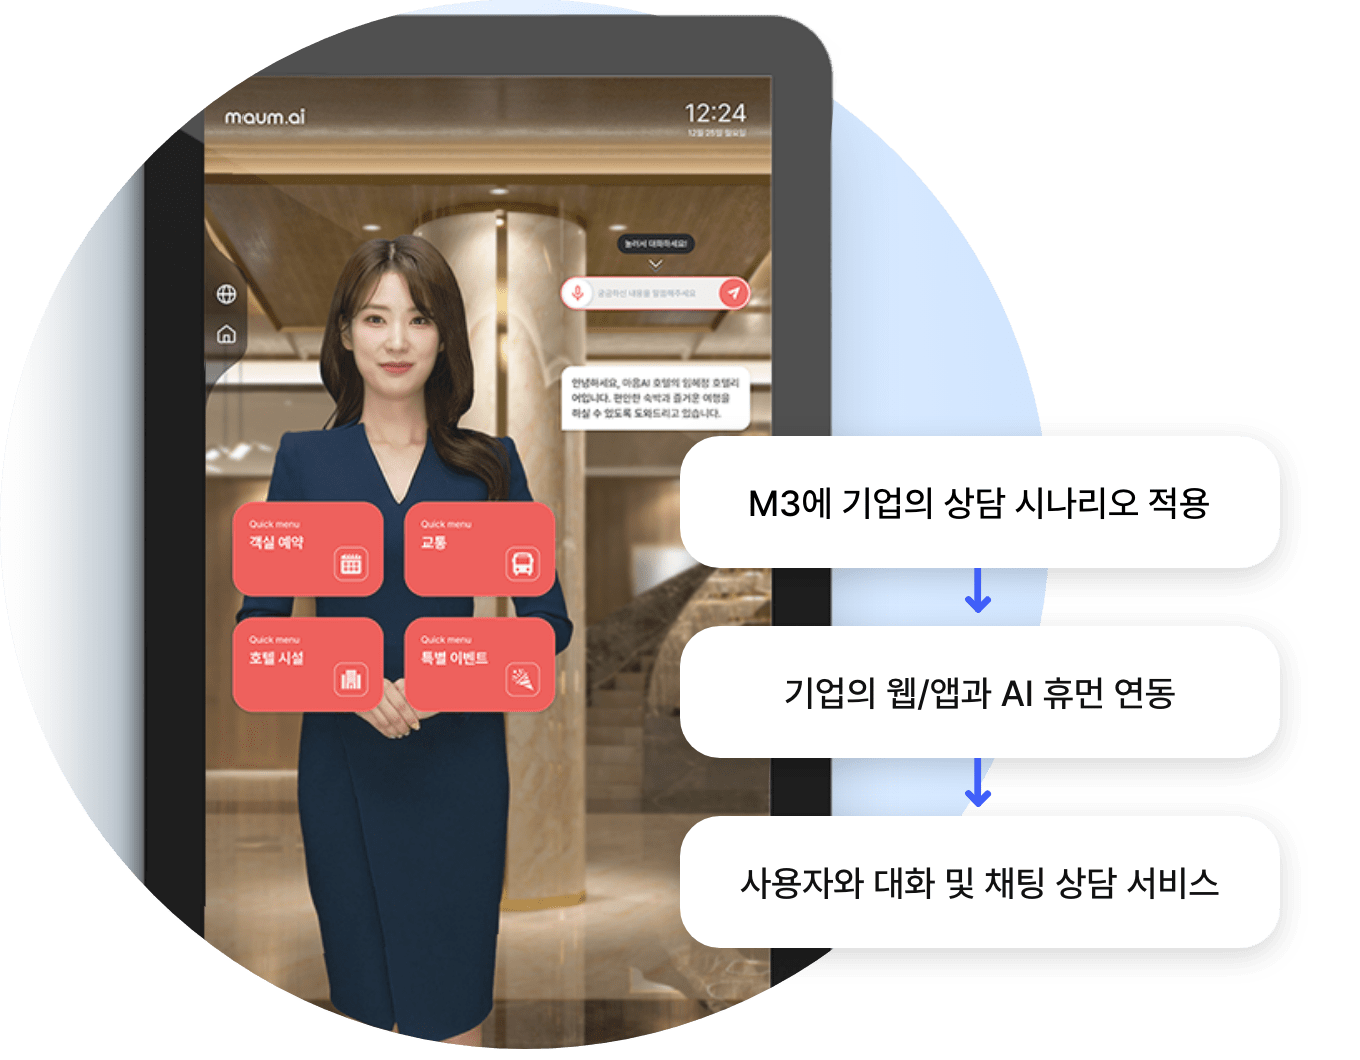 maum.ai
12:24
12월 25일 월요일
눌러서 대화하세요!
궁금하신 내용을 말씀해주세요
안녕하세요, 마음AI 호텔의 임혜정 호텔리
어입니다. 편안한 숙박과 즐거운 여행을
하실 수 있도록 도와드리고 있습니다.
M3에 기업의 상담 시나리오 적용
Quick menu
객실 예약
Quick menu
교통
Quick menu
호텔 시설
Quick menu
특별 이벤트
기업의 웹/앱과 AI 휴먼 연동
사용자와 대화 및 채팅 상담 서비스